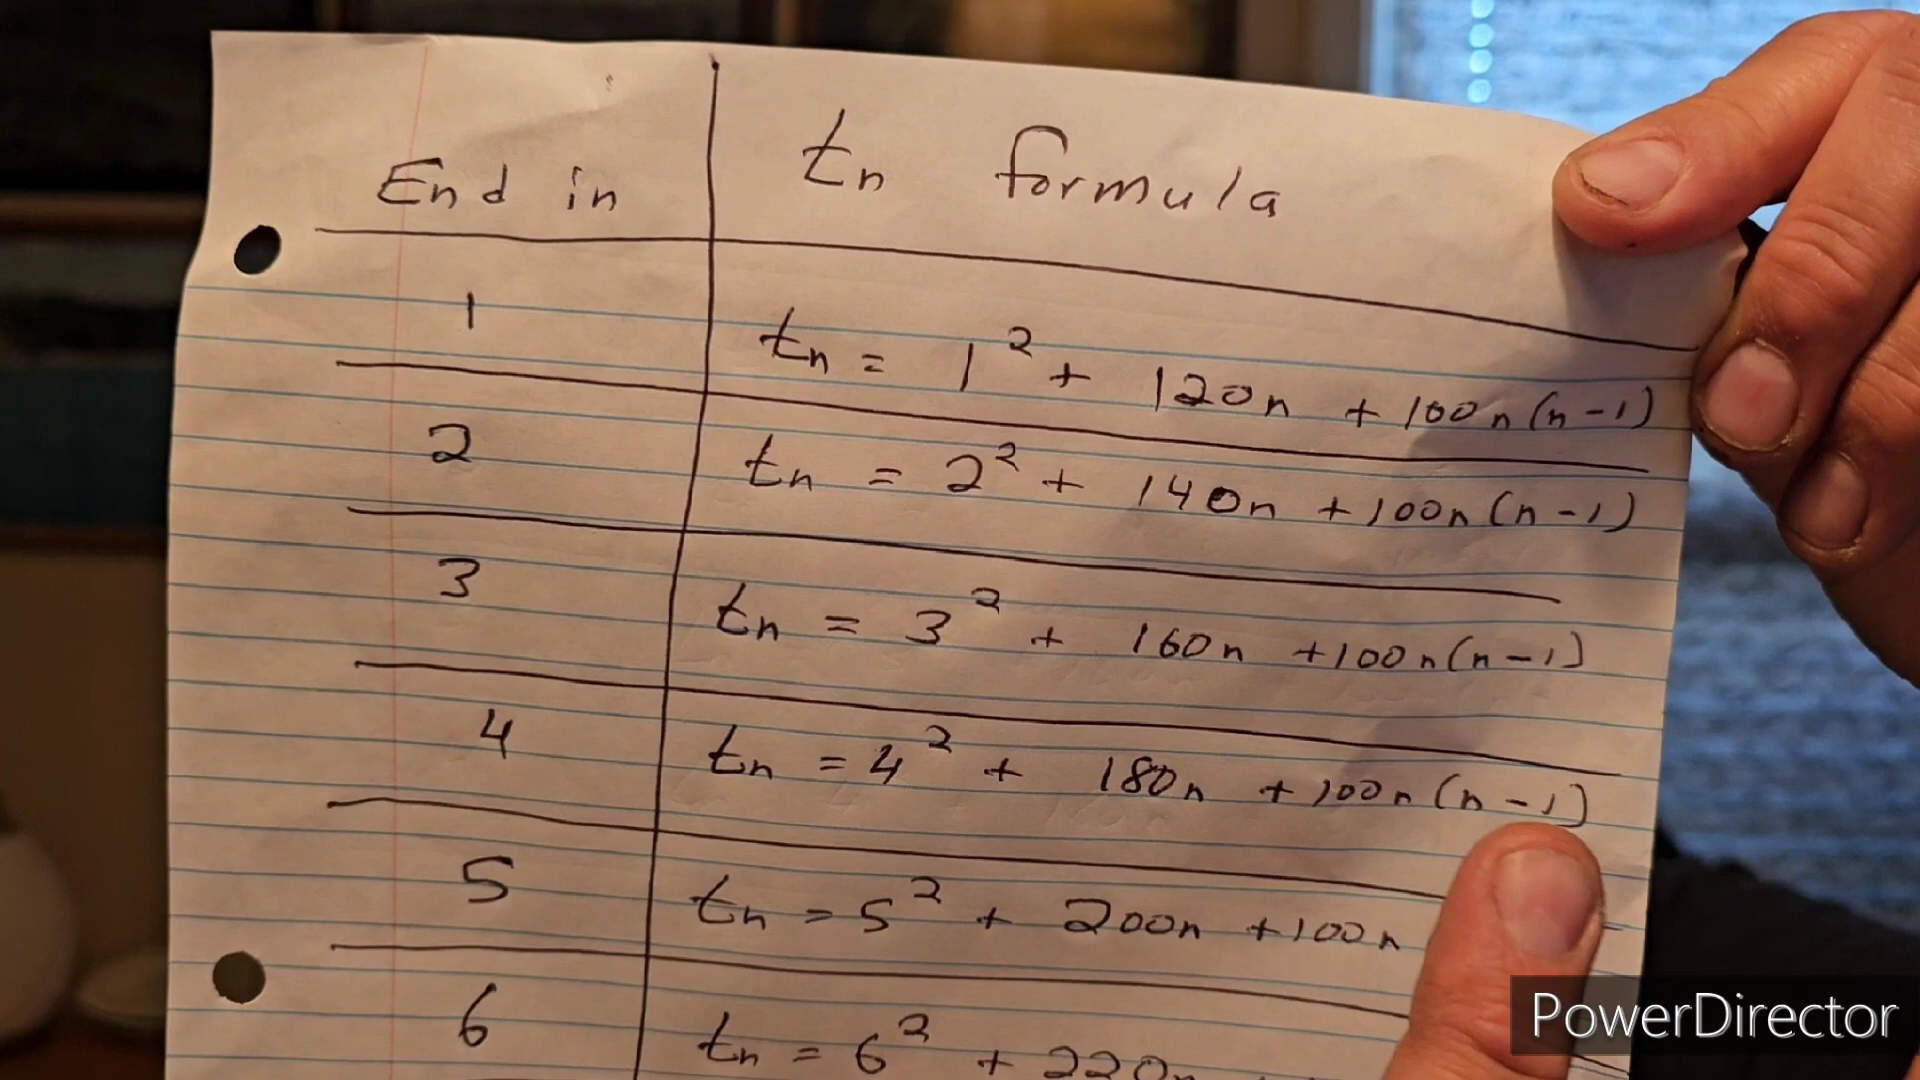 End in tn formula
1 tn = 1² + 120n + 100n(n-1)
2 tn = 2² + 140n + 100n(n-1)
3 tn = 3² + 160n + 100n(n-1)
4 tn = 4² + 180n + 100n(n-1)
5 tn = 5² + 200n + 100n
6 tn = 6² + 220n
PowerDirector